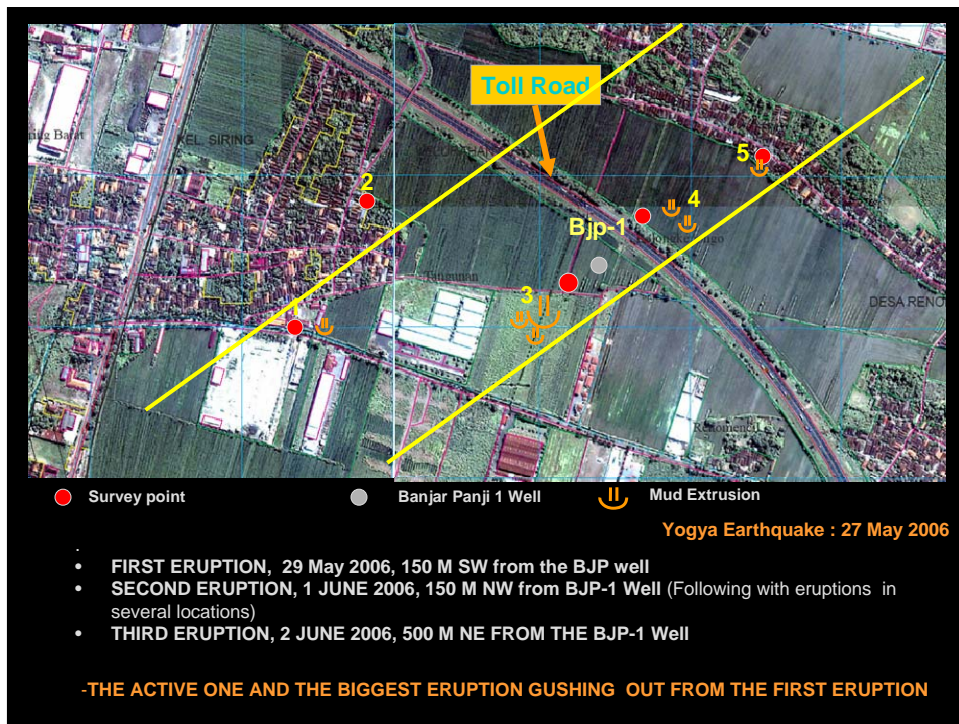 Toll Road
ring Barat
KEL. SIRING
5
2
4
Bjp-1
Tangunan
3
DESA RENO
1
Survey point
Banjar Panji 1 Well
Mud Extrusion
Yogya Earthquake : 27 May 2006
.
• FIRST ERUPTION, 29 May 2006, 150 M SW from the BJP well
• SECOND ERUPTION, 1 JUNE 2006, 150 M NW from BJP-1 Well (Following with eruptions in
several locations)
• THIRD ERUPTION, 2 JUNE 2006, 500 M NE FROM THE BJP-1 Well
-THE ACTIVE ONE AND THE BIGGEST ERUPTION GUSHING OUT FROM THE FIRST ERUPTION